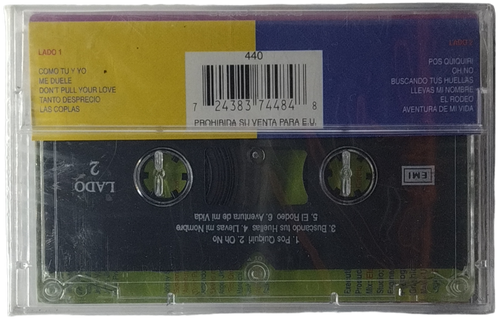 LADO 1
COMO TU Y YO
ME DUELE
DON'T PULL YOUR LOVE
TANTO DESPRECIO
LAS COPLAS
440
7 24383 74484 8
PROHIBIDA SU VENTA PARA E.U.
LADO 2
POS QUIQUIRI
OH,NO
BUSCANDO TUS HUELLAS
LLEVAS MI NOMBRE
EL RODEO
AVENTURA DE MI VIDA
LADO
2
EMI
1. Pos Quiquiri 2. Oh No
3. Buscando tus Huellas 4. Llevas mi Nombre
5. El Rodeo 6. Aventura de mi Vida